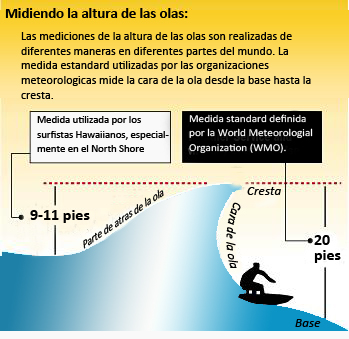 Midiendo la altura de las olas:
Las mediciones de la altura de las olas son realizadas de
diferentes maneras en diferentes partes del mundo. La
medida estandard utilizadas por las organizaciones
meteorologicas mide la cara de la ola desde la base hasta la
cresta.
Medida utilizada por los
surfistas Hawaiianos, especial-
mente en el North Shore
Medida standard definida
por la World Meteorologial
Organization (WMO).
Cresta
9-11 pies
Parte de atras de la ola
Cara de la ola
20
pies
Base